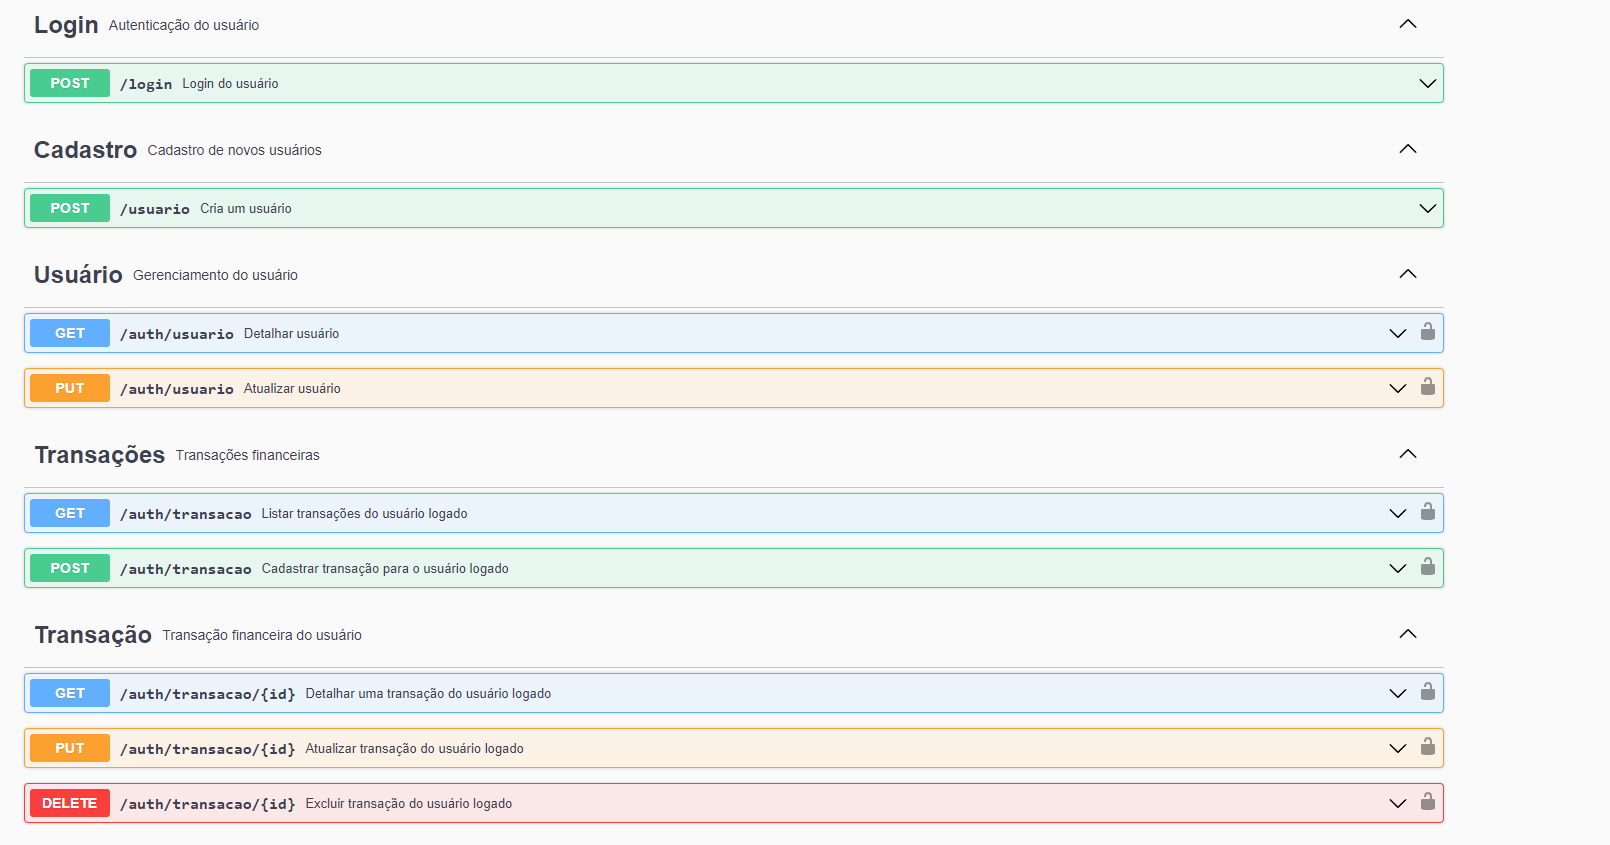 Login Autenticação do usuário
POST /login Login do usuário
Cadastro Cadastro de novos usuários
POST /usuario Cria um usuário
Usuário Gerenciamento do usuário
GET /auth/usuario Detalhar usuário
PUT /auth/usuario Atualizar usuário
Transações Transações financeiras
GET /auth/transacao Listar transações do usuário logado
POST /auth/transacao Cadastrar transação para o usuário logado
Transação Transação financeira do usuário
GET /auth/transacao/{id} Detalhar uma transação do usuário logado
PUT /auth/transacao/{id} Atualizar transação do usuário logado
DELETE /auth/transacao/{id} Excluir transação do usuário logado